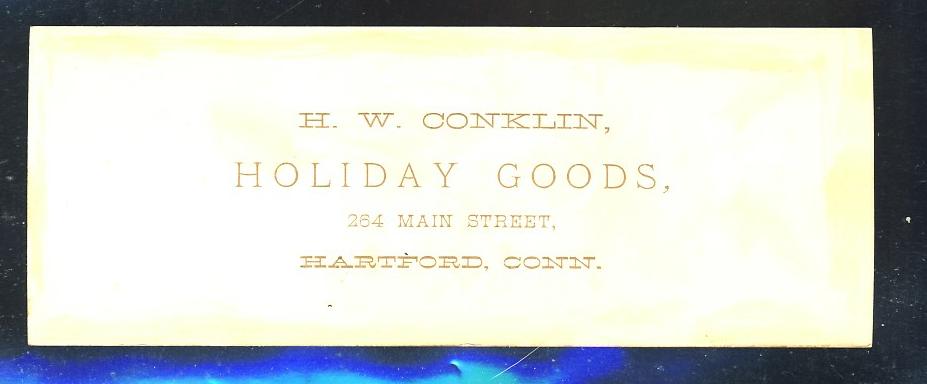 H. W. CONKLIN,
HOLIDAY GOODS,
264 MAIN STREET,
HARTFORD, CONN.